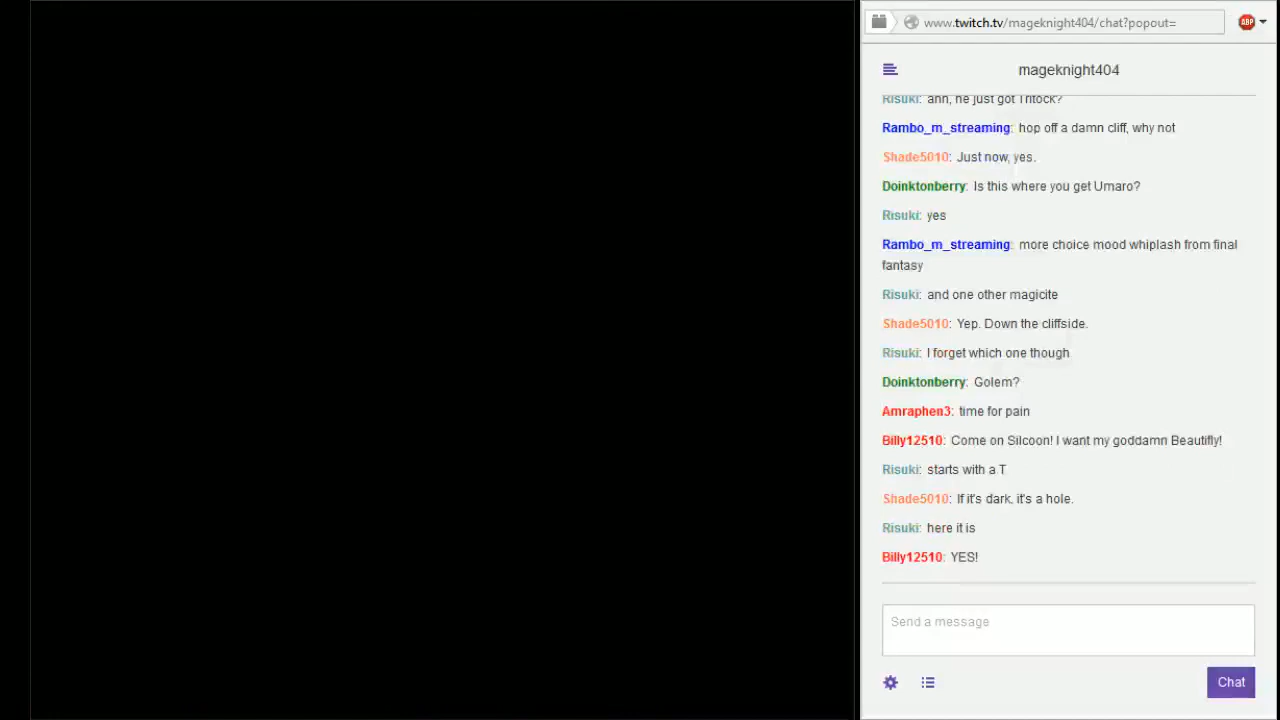 www.twitch.tv/mageknight404/chat?popout=
ABP
mageknight404
Risuki: ahh, he just got Tritock?
Rambo_m_streaming: hop off a damn cliff, why not
Shade5010: Just now, yes.
Doinktonberry: Is this where you get Umaro?
Risuki: yes
Rambo_m_streaming: more choice mood whiplash from final
fantasy
Risuki: and one other magicite
Shade5010: Yep. Down the cliffside.
Risuki: I forget which one though
Doinktonberry: Golem?
Amraphen3: time for pain
Billy12510: Come on Silcoon! I want my goddamn Beautifly!
Risuki: starts with a T
Shade5010: If it's dark, it's a hole.
Risuki: here it is
Billy12510: YES!
Send a message
Chat